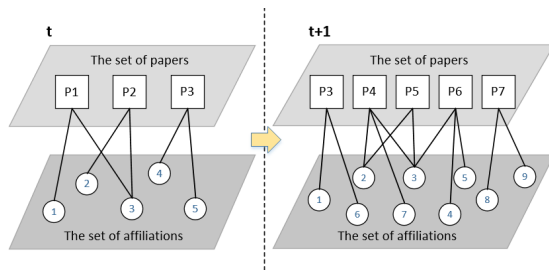 t
The set of papers
P1 P2 P3
4
2
1 3 5
The set of affiliations
t+1
The set of papers
P3 P4 P5 P6 P7
2 3 5 9
1 8
6 7 4
The set of affiliations